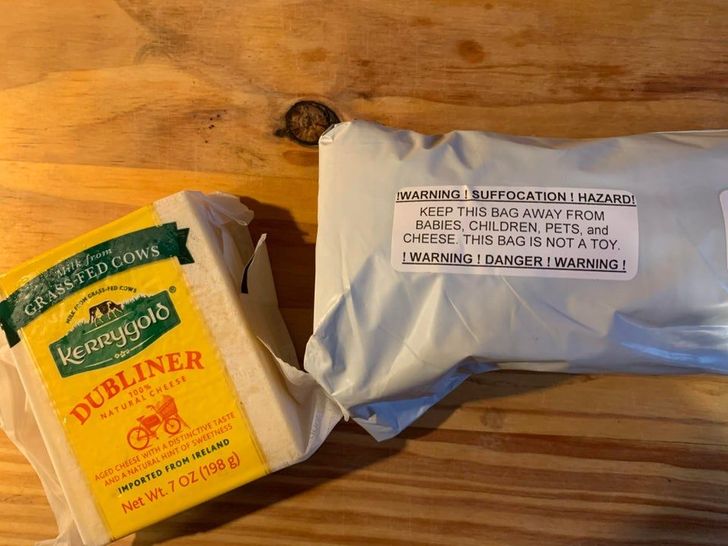 Milk from
GRASS-FED COWS
MILK FROM GRASS-FED COWS
Kerrygold®
DUBLINER
100%
NATURAL CHEESE
AGED CHEESE WITH A DISTINCTIVE TASTE
AND A NATURAL HINT OF SWEETNESS
IMPORTED FROM IRELAND
Net Wt. 7 OZ (198 g)
!WARNING ! SUFFOCATION ! HAZARD!
KEEP THIS BAG AWAY FROM
BABIES, CHILDREN, PETS, and
CHEESE. THIS BAG IS NOT A TOY.
! WARNING ! DANGER ! WARNING !